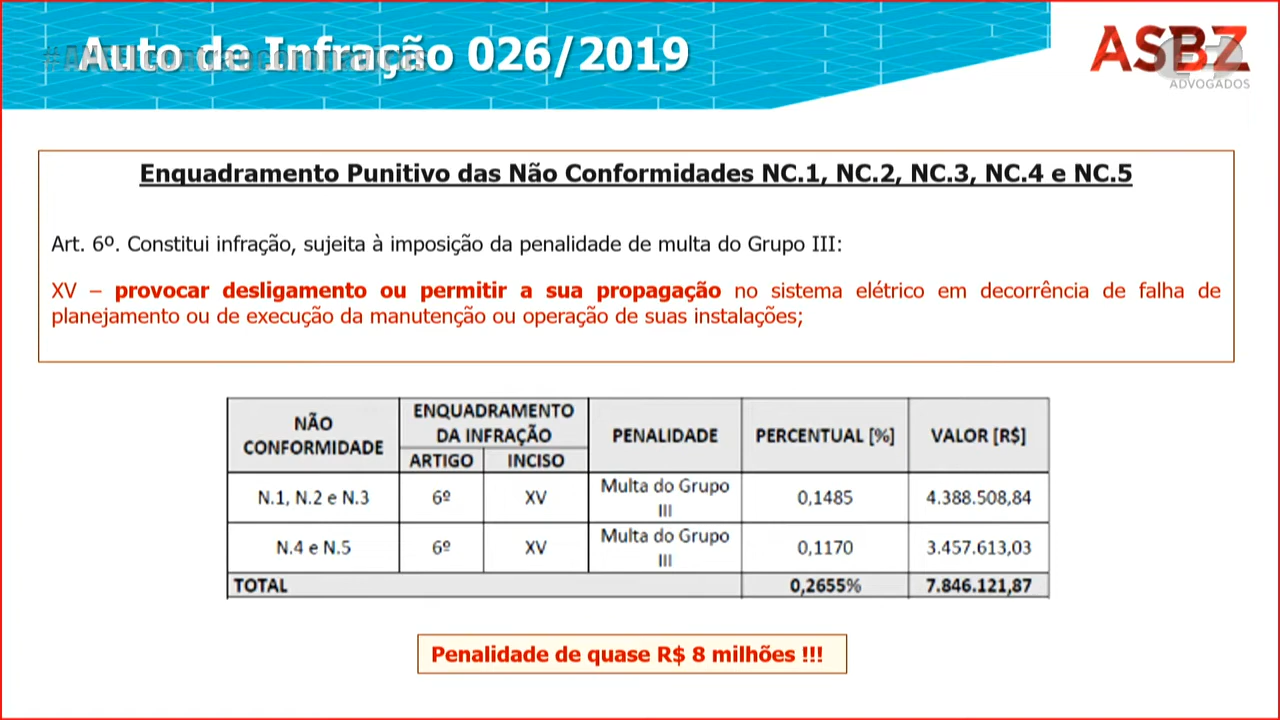 Auto de Infração 026/2019
ASBZ
ADVOGADOS
Enquadramento Punitivo das Não Conformidades NC.1, NC.2, NC.3, NC.4 e NC.5
Art. 6º. Constitui infração, sujeita à imposição da penalidade de multa do Grupo III:
XV – provocar desligamento ou permitir a sua propagação no sistema elétrico em decorrência de falha de
planejamento ou de execução da manutenção ou operação de suas instalações;
NÃO CONFORMIDADE ENQUADRAMENTO DA INFRAÇÃO PENALIDADE PERCENTUAL [%] VALOR [R$]
ARTIGO INCISO
N.1, N.2 e N.3 6º XV Multa do Grupo III 0,1485 4.388.508,84
N.4 e N.5 6º XV Multa do Grupo III 0,1170 3.457.613,03
TOTAL 0,2655% 7.846.121,87
Penalidade de quase R$ 8 milhões !!!